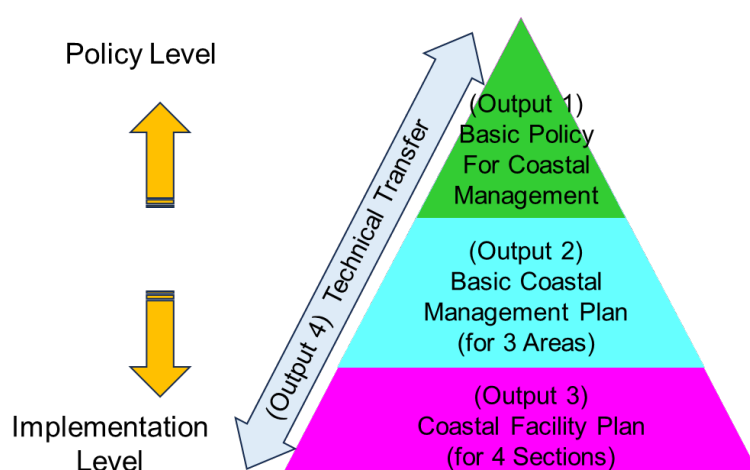 Policy Level
Implementation
Level
(Output 4) Technical Transfer
(Output 1)
Basic Policy
For Coastal
Management
(Output 2)
Basic Coastal
Management Plan
(for 3 Areas)
(Output 3)
Coastal Facility Plan
(for 4 Sections)